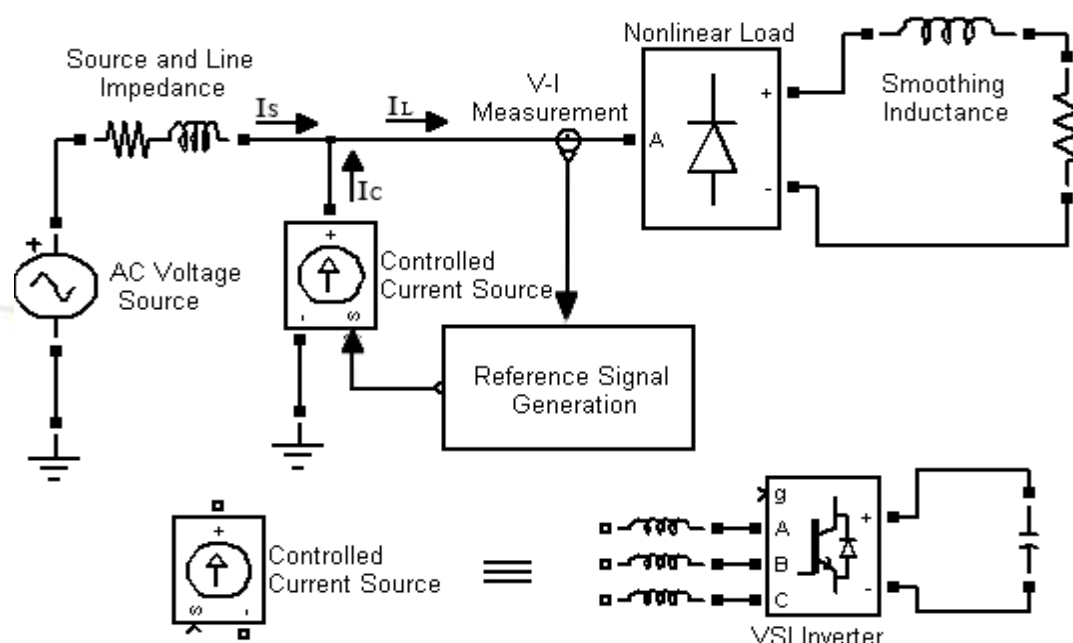 Nonlinear Load
Source and Line
Impedance
V-I
Measurement
Smoothing
Inductance
Is
IL
Ic
A
+
-
+
AC Voltage
Source
+
-
s
Controlled
Current Source
Reference Signal
Generation
+
s
-
Controlled
Current Source
g
A
B
C
+
-
VSI Inverter